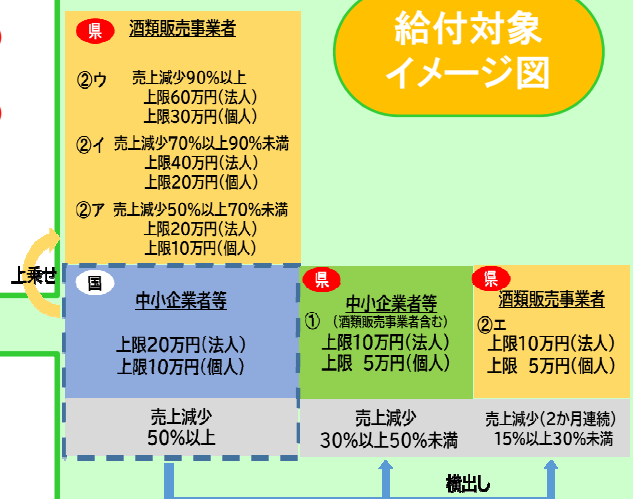 給付対象
イメージ図
県
酒類販売事業者
②ウ 売上減少90%以上
上限60万円(法人)
上限30万円(個人)
②イ 売上減少70%以上90%未満
上限40万円(法人)
上限20万円(個人)
②ア 売上減少50%以上70%未満
上限20万円(法人)
上限10万円(個人)
上乗せ
国
中小企業者等
上限20万円(法人)
上限10万円(個人)
売上減少
50%以上
県
中小企業者等
① (酒類販売事業者含む)
上限10万円(法人)
上限 5万円(個人)
売上減少
30%以上50%未満
県
酒類販売事業者
②エ
上限10万円(法人)
上限 5万円(個人)
売上減少(2か月連続)
15%以上30%未満
横出し